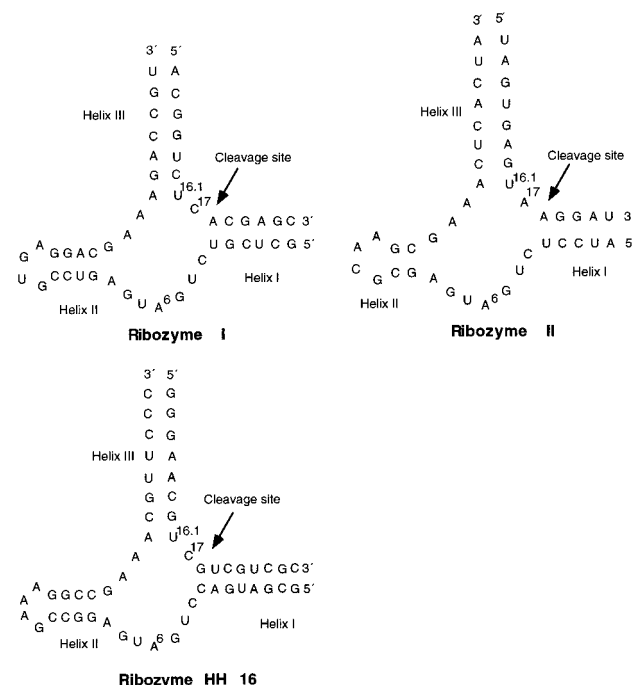 3´ 5´
U A
G C
C G
Helix III C G
A U
G C
Cleavage site
A U 16.1
A C 17
A A C G A G C 3´
G A G G A C G A U G C U C G 5´
U G C C U G A C
Helix I
G U A 6 G U
Helix II
Ribozyme I
3´ 5´
A U
U A
C G
Helix III A U
C G
U A
C G
Cleavage site
A U 16.1
A A 17
A A G G A U 3
A A G C G U C C U A 5
C G C G A C
Helix I
G U A 6 G U
Helix II
Ribozyme II
3´ 5´
C G
C G
C G
Helix III U A
U A
G C
C G
Cleavage site
A U 16.1
A C 17
A G U C G U C G C 3´
A G G C C G C A G U A G C G 5´
A
A G C C G G A C
Helix I
G U A 6 G U
Helix II
Ribozyme HH 16